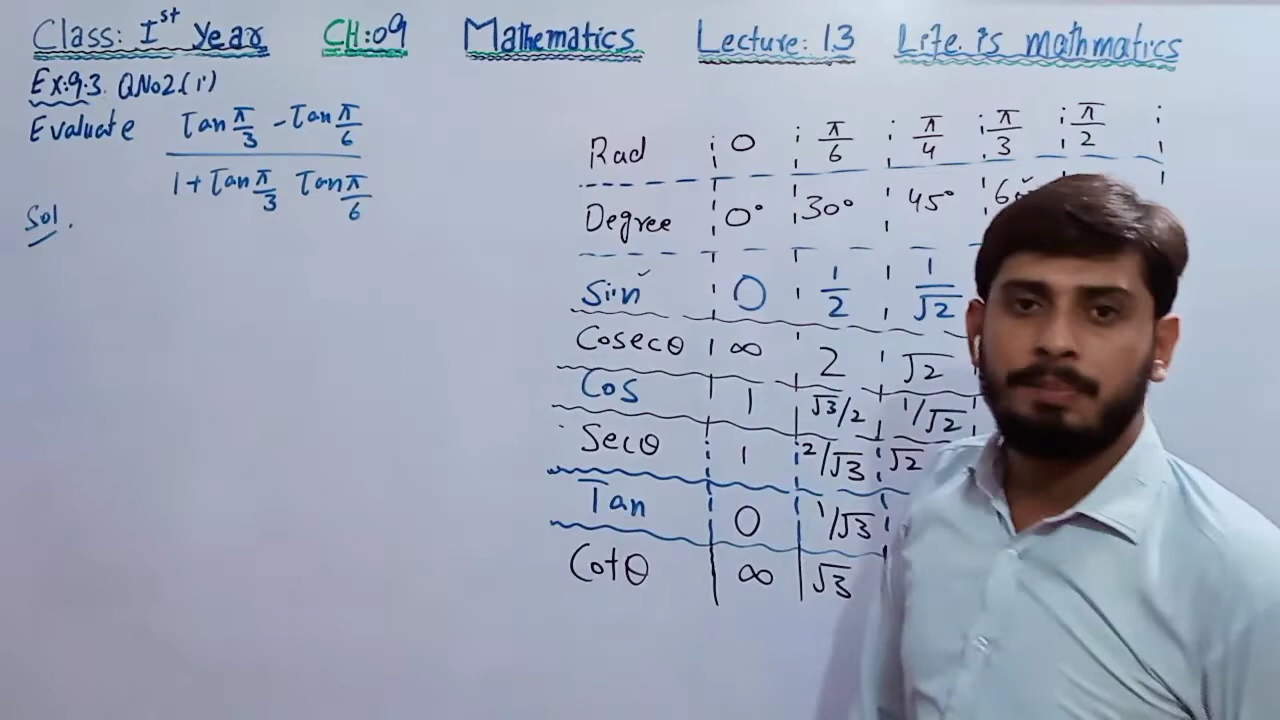 Class: Ist Year CH:09 Mathematics Lecture: 13 Life is mathmatics
Ex:9.3. QNo2(i)
Evaluate Tan π/3 - Tan π/6
1 + Tan π/3 Tan π/6
Sol.
Rad 0 π/6 π/4 π/3 π/2
Degree 0° 30° 45°
Sin 0 1/2 1/√2
Cosecθ ∞ 2 √2
Cos 1 √3/2 1/√2
Secθ 1 2/√3 √2
Tan 0 1/√3
Cotθ ∞ √3